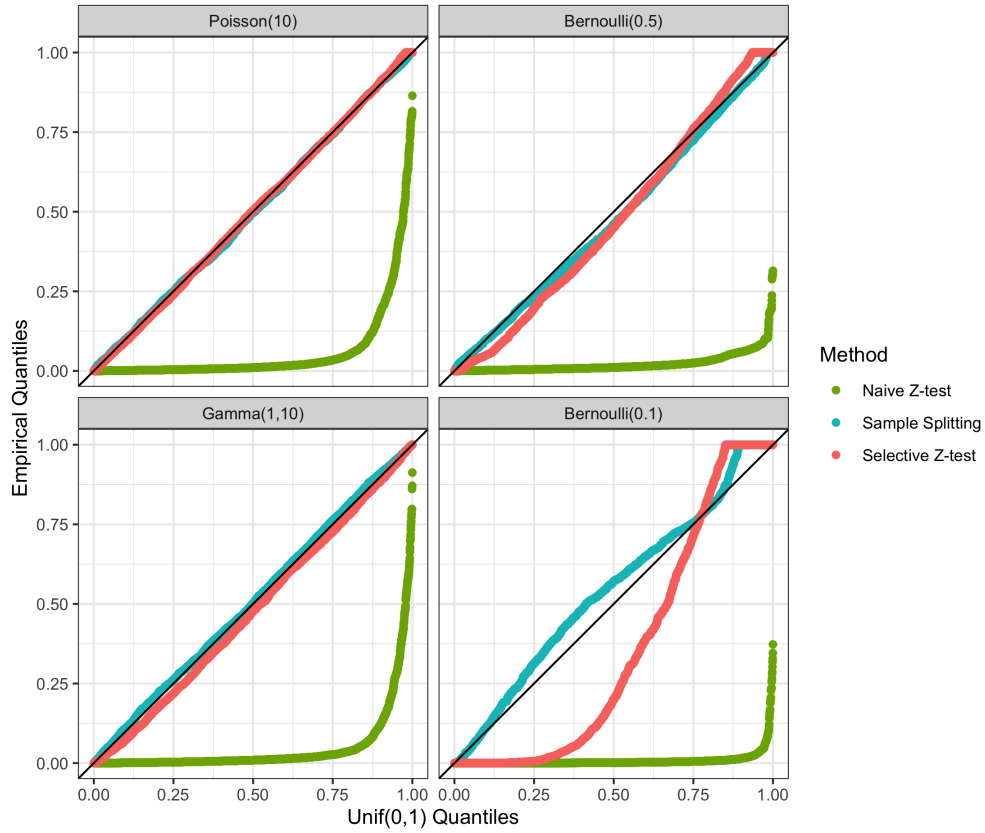 Poisson(10)
Bernoulli(0.5)
1.00
0.75
0.50
0.25
0.00
Gamma(1,10)
Bernoulli(0.1)
1.00
0.75
0.50
0.25
0.00
0.00 0.25 0.50 0.75 1.00
0.00 0.25 0.50 0.75 1.00
Unif(0,1) Quantiles
Empirical Quantiles
Method
Naive Z-test
Sample Splitting
Selective Z-test